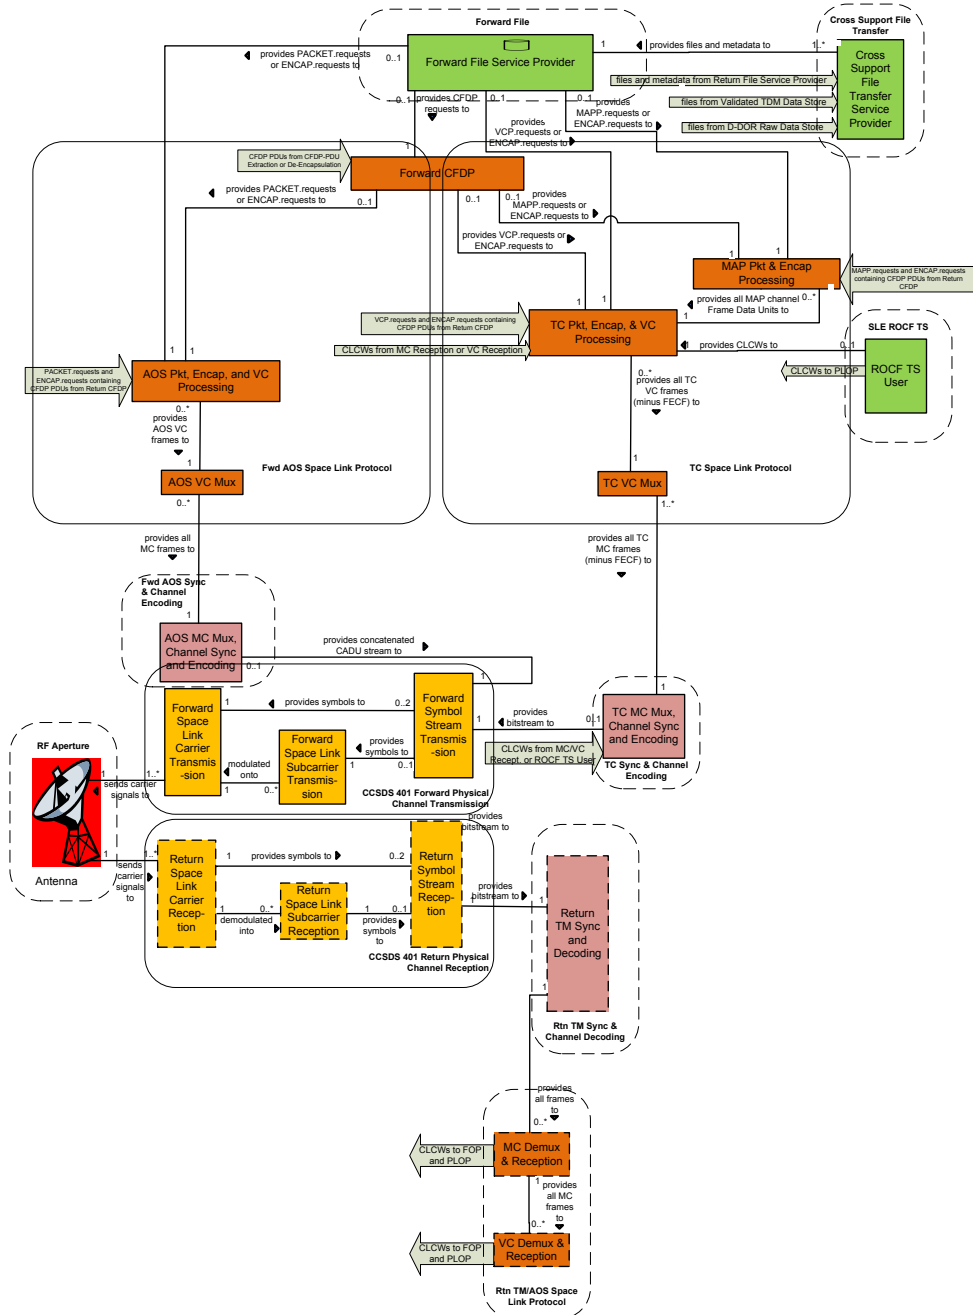 Forward File
Cross Support File
Transfer
provides PACKET.requests
or ENCAP.requests to
0..1
Forward File Service Provider
1
provides files and metadata to
1..*
Cross
Support
File
Transfer
Service
Provider
files and metadata from Return File Service Provider
files from Validated TDM Data Store
files from D-DOR Raw Data Store
0..1
provides CFDP
requests to
0..1
0..1
provides
MAPP.requests or
ENCAP.requests to
provides
VCP.requests or
ENCAP.requests to
1
CFDP PDUs from CFDP-PDU
Extraction or De-Encapsulation
Forward CFDP
provides PACKET.requests
or ENCAP.requests to
0..1
0..1
0..1
provides
MAPP.requests or
ENCAP.requests to
provides VCP.requests or
ENCAP.requests to
1
1
MAP Pkt & Encap
Processing
MAPP.requests and ENCAP.requests
containing CFDP PDUs from Return
CFDP
provides all MAP channel
Frame Data Units to
0..*
1
1
1
VCP.requests and ENCAP.requests containing
CFDP PDUs from Return CFDP
CLCWs from MC Reception or VC Reception
TC Pkt, Encap, & VC
Processing
SLE ROCF TS
1
provides CLCWs to
0..1
CLCWs to PLOP
ROCF TS
User
1
1
PACKET.requests and
ENCAP.requests containing
CFDP PDUs from Return CFDP
AOS Pkt, Encap, and VC
Processing
0..*
provides
AOS VC
frames to
1
0..*
provides all TC
VC frames
(minus FECF) to
1
Fwd AOS Space Link Protocol
TC Space Link Protocol
AOS VC Mux
0..*
TC VC Mux
1..*
provides all
MC frames to
provides all TC
MC frames
(minus FECF) to
Fwd AOS Sync
& Channel
Encoding
1
AOS MC Mux,
Channel Sync
and Encoding
0..1
provides concatenated
CADU stream to
1
1
TC MC Mux,
Channel Sync
and Encoding
Forward
Space
Link
Carrier
Transmis
-sion
1
provides symbols to
0..2
Forward
Symbol
Stream
Transmis
-sion
1
provides
bitstream to
0..1
RF Aperture
modulated
onto
Forward
Space Link
Subcarrier
Transmis-
sion
provides
symbols to
1
0..1
CLCWs from MC/VC
Recept. or ROCF TS User
TC Sync & Channel
Encoding
1
1..*
sends carrier
signals to
1
0..*
CCSDS 401 Forward Physical
Channel Transmission
provides
bitstream to
Antenna
1
1..*
sends
carrier
signals
to
Return
Space
Link
Carrier
Recep-
tion
1
provides symbols to
0..2
Return
Symbol
Stream
Recep-
tion
1
0..*
demodulated
into
Return
Space Link
Subcarrier
Reception
1
0..1
provides
symbols to
CCSDS 401 Return Physical
Channel Reception
provides
bitstream to
1
1
Return
TM Sync
and
Decoding
1
Rtn TM Sync &
Channel Decoding
provides
all frames
to
0..*
CLCWs to FOP
and PLOP
MC Demux
& Reception
1
provides
all MC
frames
to
0..*
CLCWs to FOP
and PLOP
VC Demux &
Reception
Rtn TM/AOS Space
Link Protocol